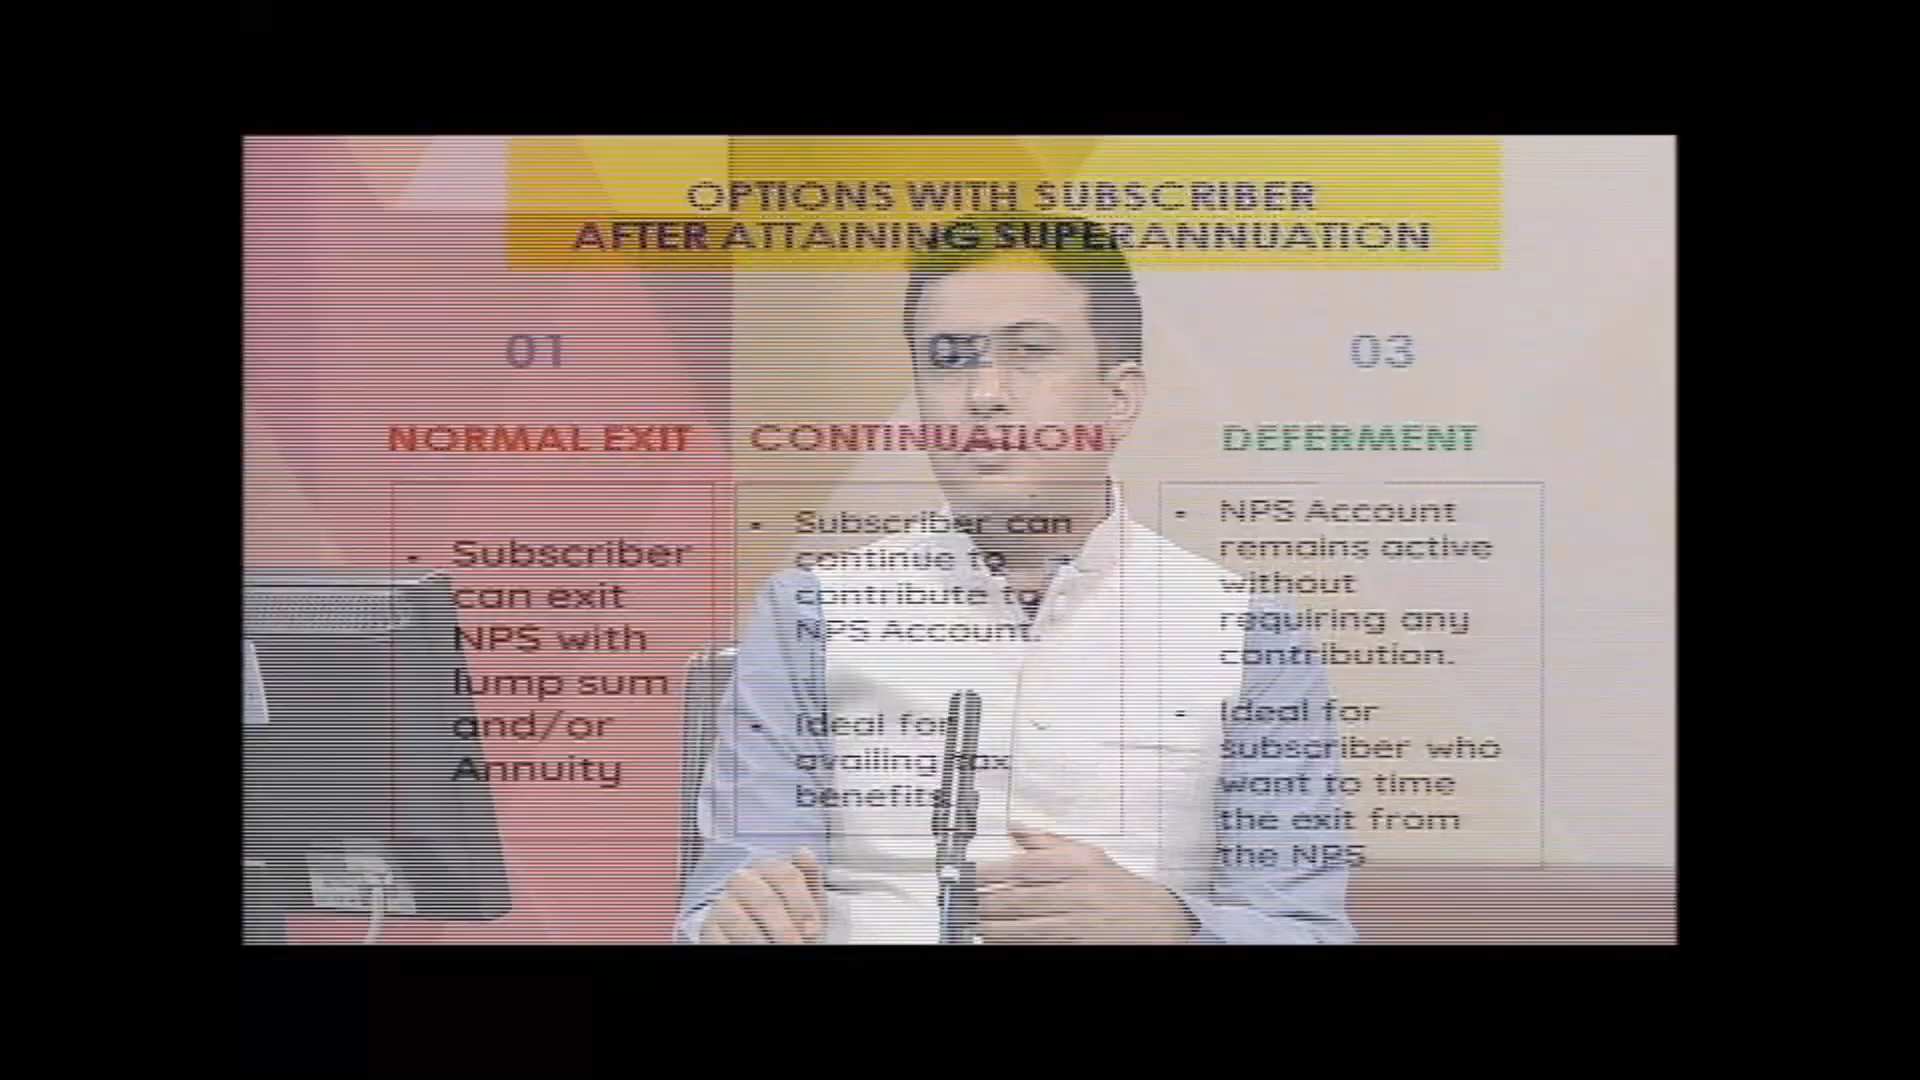 OPTIONS WITH SUBSCRIBER
AFTER ATTAINING SUPERANNUATION
01
02
03
NORMAL EXIT
CONTINUATION
DEFERMENT
• Subscriber
can exit
NPS with
lump sum
and/or
Annuity
• Subscriber can
continue to
contribute to
NPS Account.
• Ideal for
availing tax
benefits
• NPS Account
remains active
without
requiring any
contribution.
• Ideal for
subscriber who
want to time
the exit from
the NPS